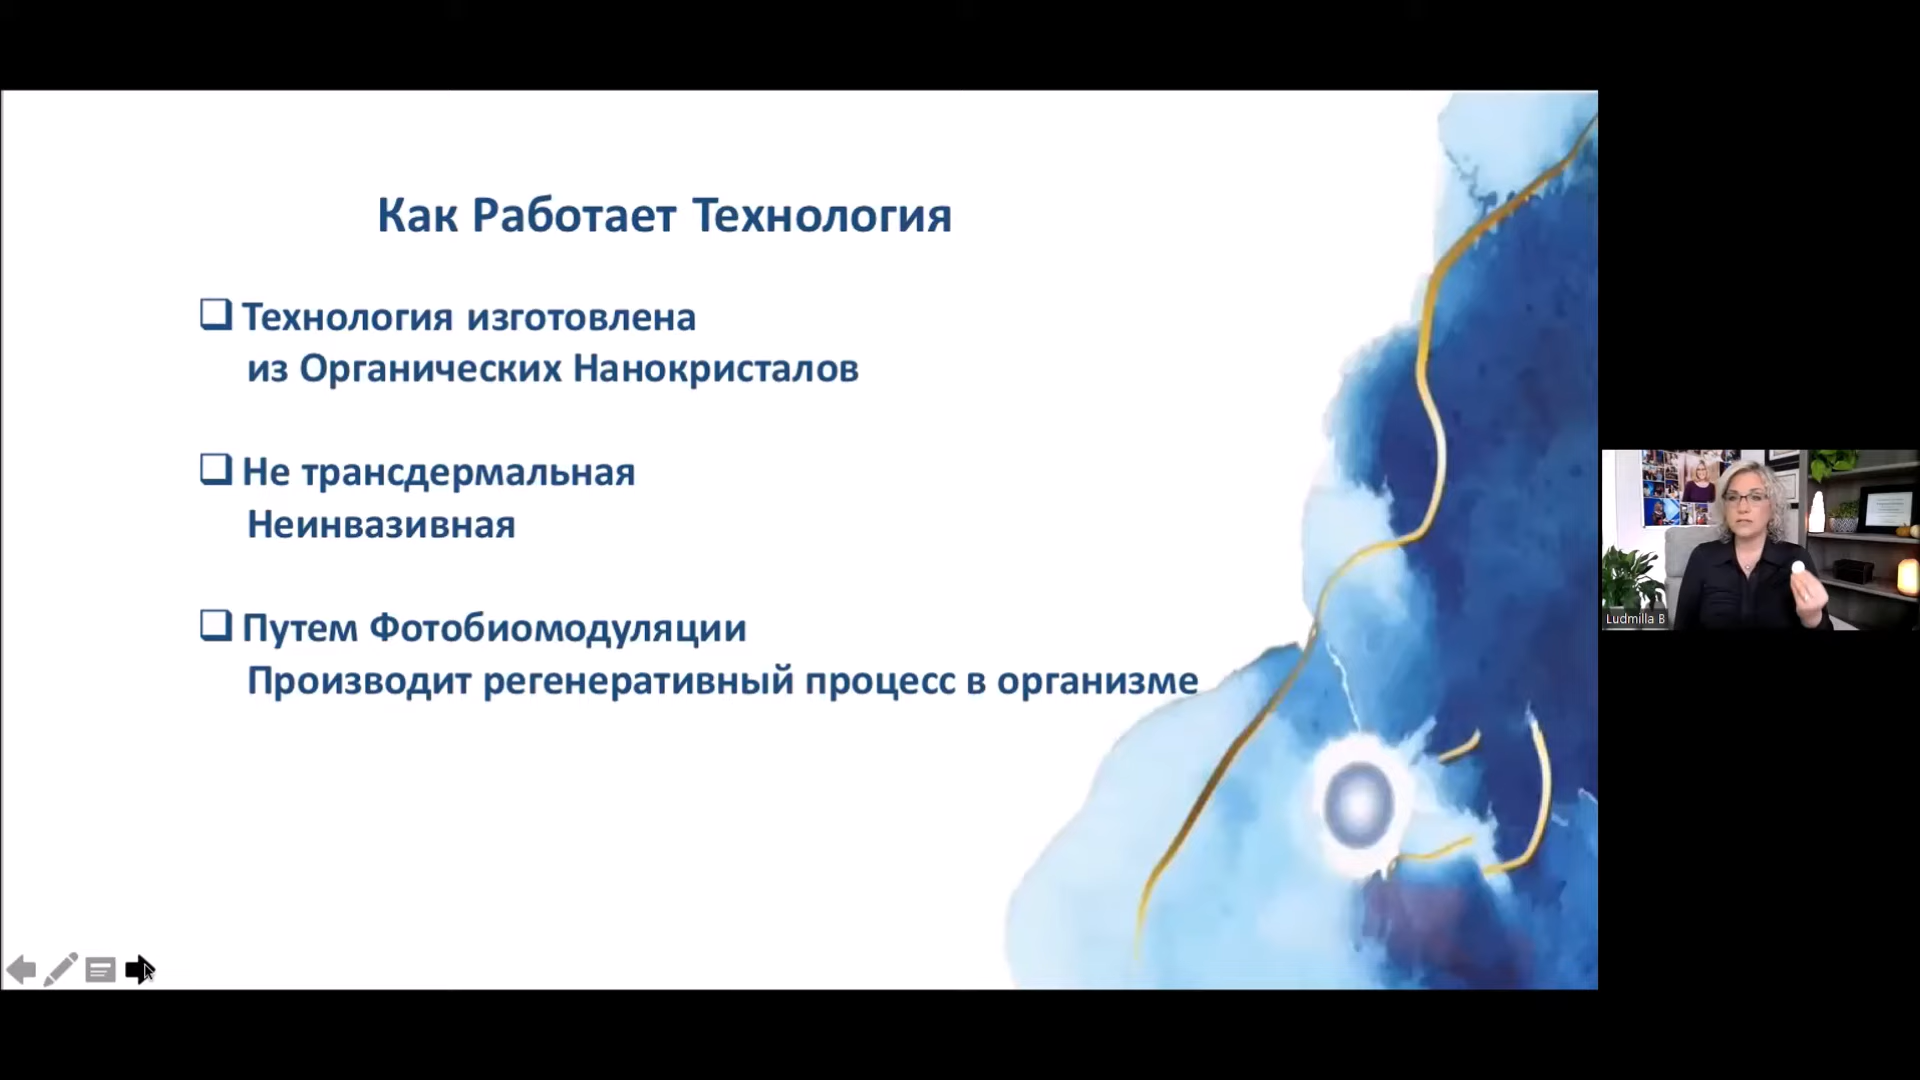 Как Работает Технология
Технология изготовлена
из Органических Нанокристалов
Не трансдермальная
Неинвазивная
Путем Фотобиомодуляции
Производит регенеративный процесс в организме
Ludmilla B